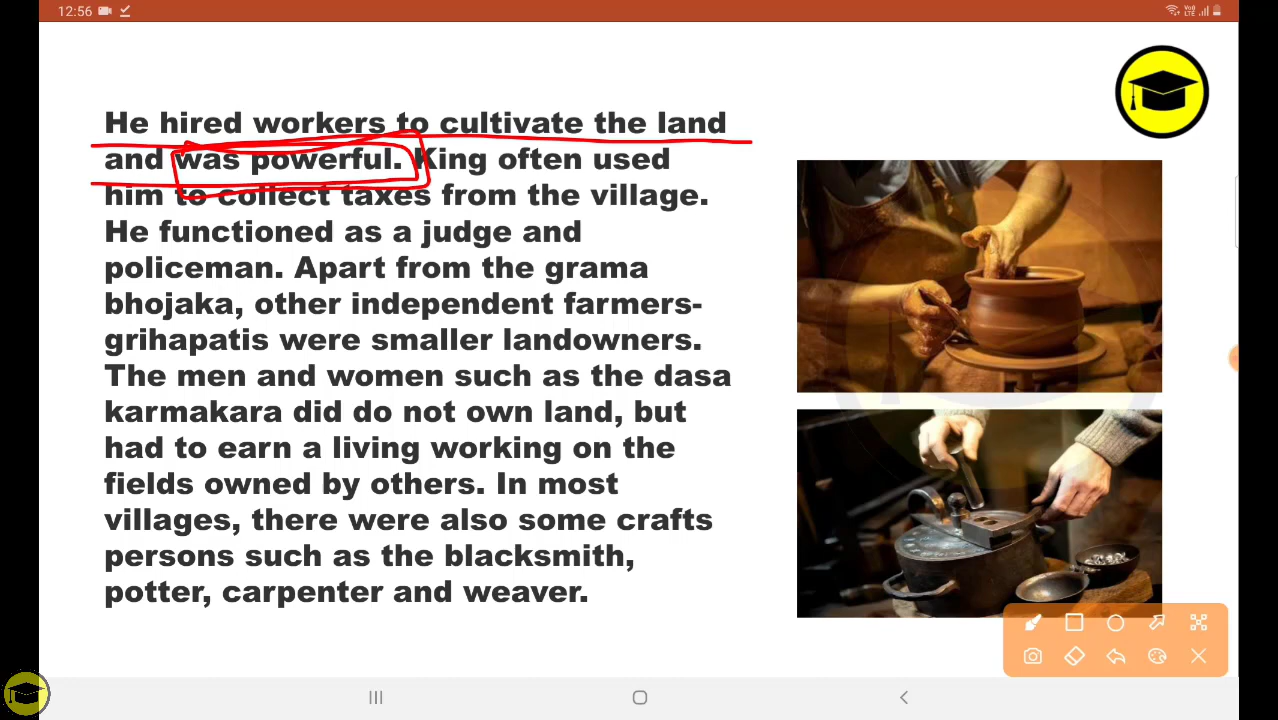 12:56
Vo)) LTE
He hired workers to cultivate the land
and was powerful. King often used
him to collect taxes from the village.
He functioned as a judge and
policeman. Apart from the grama
bhojaka, other independent farmers-
grihapatis were smaller landowners.
The men and women such as the dasa
karmakara did do not own land, but
had to earn a living working on the
fields owned by others. In most
villages, there were also some crafts
persons such as the blacksmith,
potter, carpenter and weaver.